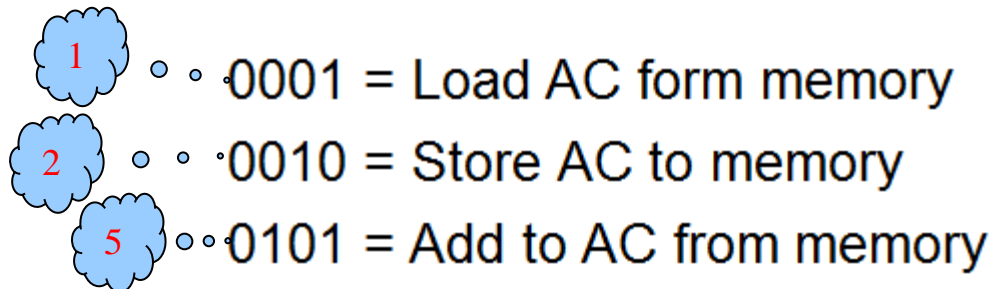 1 0001 = Load AC form memory
2 0010 = Store AC to memory
5 0101 = Add to AC from memory